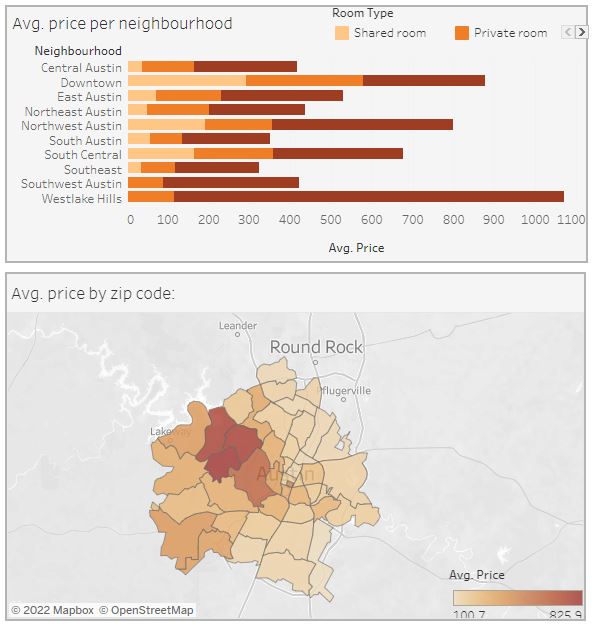 Avg. price per neighbourhood
Room Type
Shared room
Private room
Neighbourhood
Central Austin
Downtown
East Austin
Northeast Austin
Northwest Austin
South Austin
South Central
Southeast
Southwest Austin
Westlake Hills
0 100 200 300 400 500 600 700 800 900 1000 1100
Avg. Price
Avg. price by zip code:
Leander
Round Rock
Pflugerville
Lakeway
Austin
Avg. Price
100.7 825.9
© 2022 Mapbox © OpenStreetMap